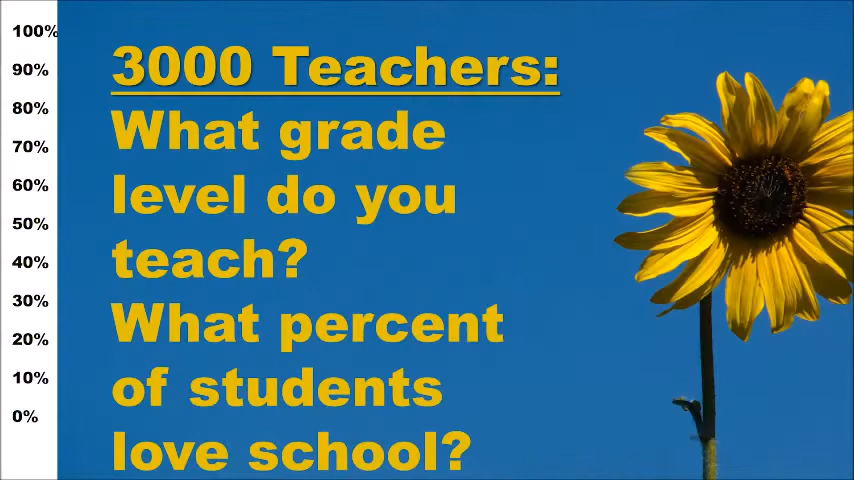 100%
90%
80%
70%
60%
50%
40%
30%
20%
10%
0%
3000 Teachers:
What grade
level do you
teach?
What percent
of students
love school?